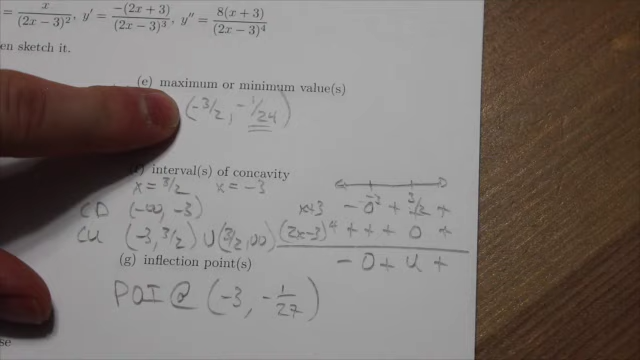 = x/(2x − 3)², y′ = −(2x + 3)/(2x − 3)³, y″ = 8(x + 3)/(2x − 3)⁴
en sketch it.
(e) maximum or minimum value(s)
(-3/2, -1/24)
) interval(s) of concavity
x = 3/2 x = -3
-3 3/2
CD (-∞, -3)
x+3 - 0 + + +
CU (-3, 3/2) U (3/2, ∞)
(2x-3)⁴ + + + 0 +
- 0 + U +
(g) inflection point(s)
POI @ (-3, -1/27)
se